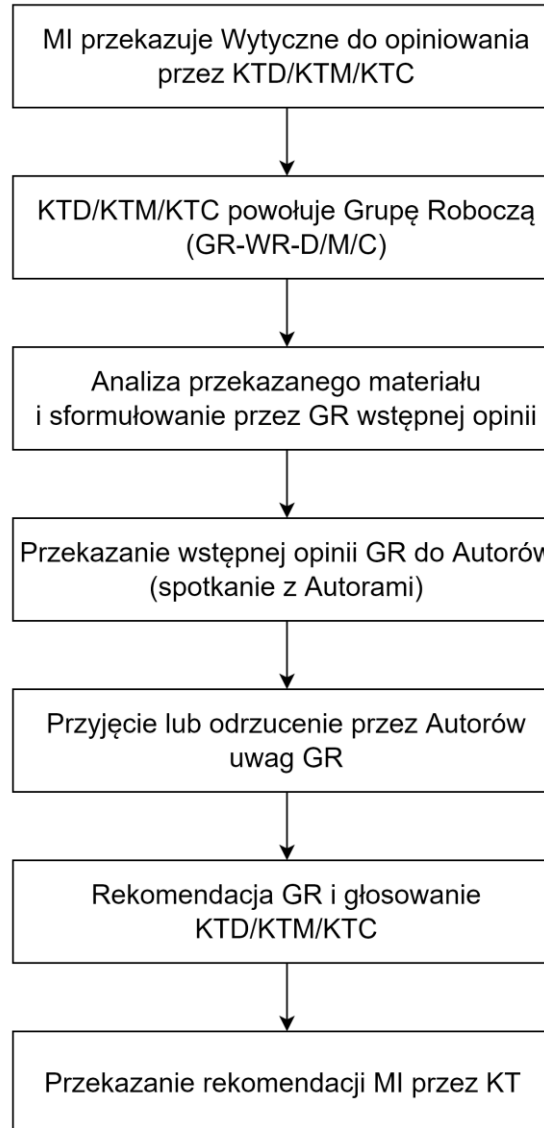 MI przekazuje Wytyczne do opiniowania
przez KTD/KTM/KTC
KTD/KTM/KTC powołuje Grupę Roboczą
(GR-WR-D/M/C)
Analiza przekazanego materiału
i sformułowanie przez GR wstępnej opinii
Przekazanie wstępnej opinii GR do Autorów
(spotkanie z Autorami)
Przyjęcie lub odrzucenie przez Autorów
uwag GR
Rekomendacja GR i głosowanie
KTD/KTM/KTC
Przekazanie rekomendacji MI przez KT